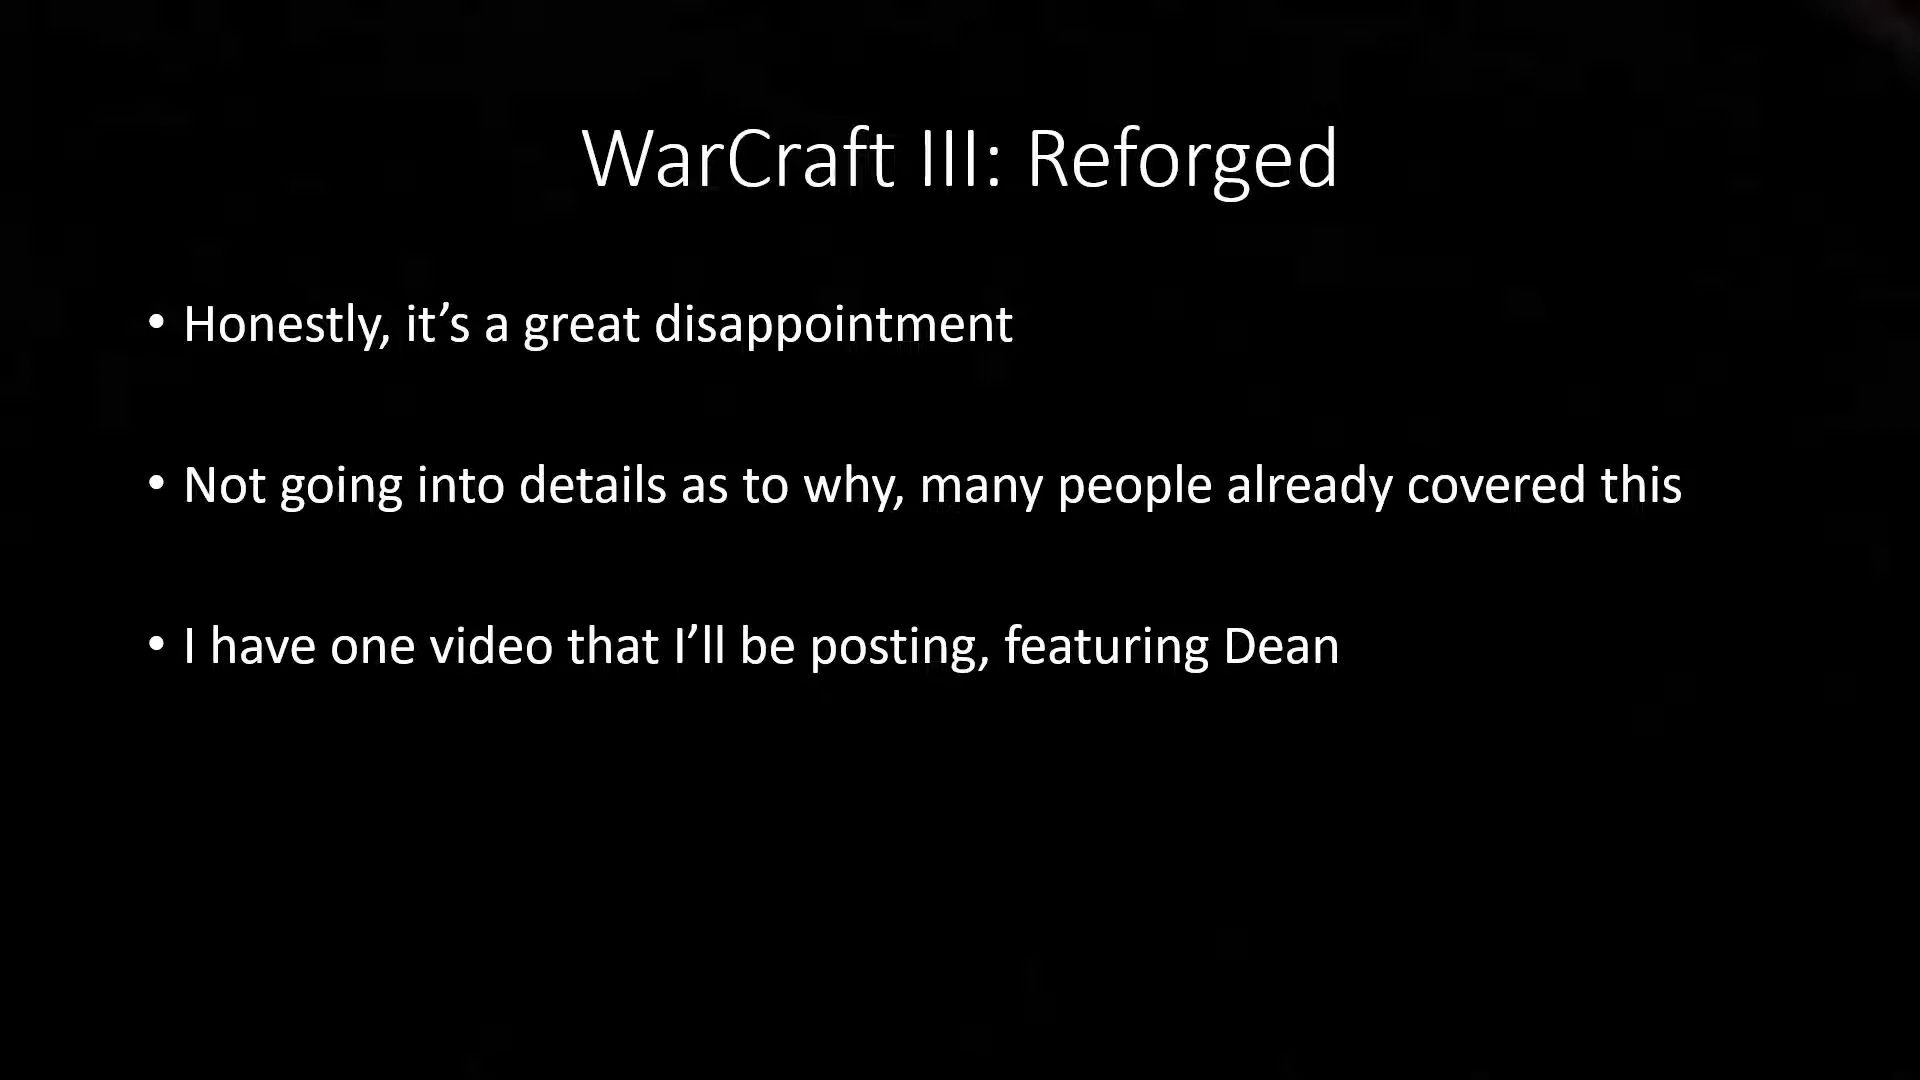 WarCraft III: Reforged
• Honestly, it’s a great disappointment
• Not going into details as to why, many people already covered this
• I have one video that I’ll be posting, featuring Dean